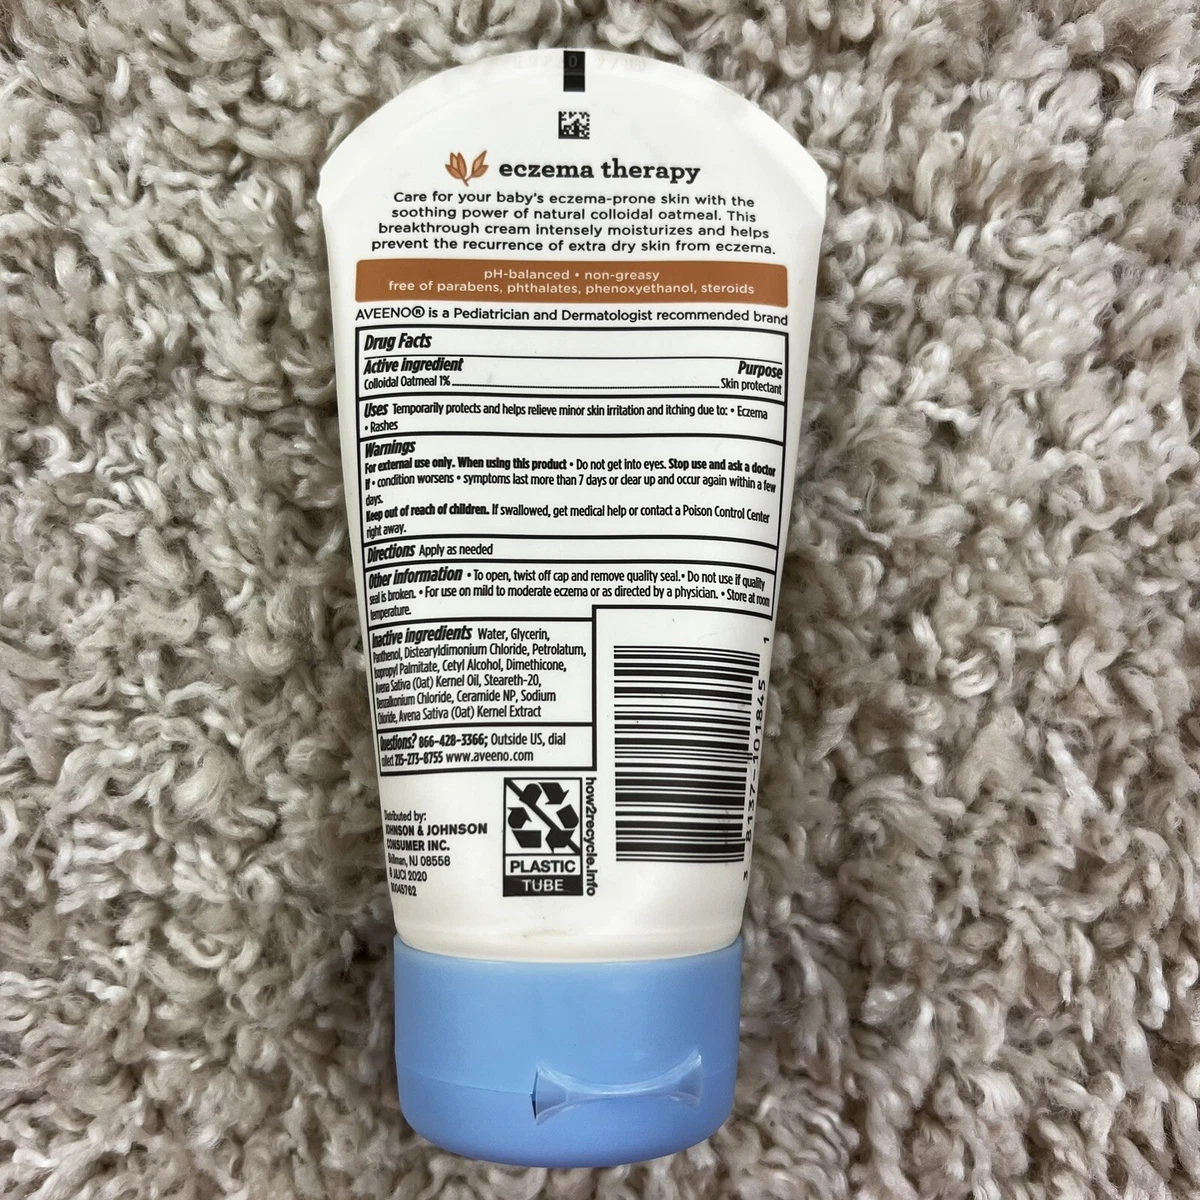 eczema therapy
Care for your baby's eczema-prone skin with the
soothing power of natural colloidal oatmeal. This
breakthrough cream intensely moisturizes and helps
prevent the recurrence of extra dry skin from eczema.
pH-balanced • non-greasy
free of parabens, phthalates, phenoxyethanol, steroids
AVEENO® is a Pediatrician and Dermatologist recommended brand
Drug Facts
Active ingredient Purpose
Colloidal Oatmeal 1% Skin protectant
Uses Temporarily protects and helps relieve minor skin irritation and itching due to: • Eczema
• Rashes
Warnings
For external use only. When using this product • Do not get into eyes. Stop use and ask a doctor
if • condition worsens • symptoms last more than 7 days or clear up and occur again within a few
days.
Keep out of reach of children. If swallowed, get medical help or contact a Poison Control Center
right away.
Directions Apply as needed
Other information • To open, twist off cap and remove quality seal. • Do not use if quality
seal is broken. • For use on mild to moderate eczema or as directed by a physician. • Store at room
temperature.
Inactive ingredients Water, Glycerin,
Panthenol, Distearyldimonium Chloride, Petrolatum,
Isopropyl Palmitate, Cetyl Alcohol, Dimethicone,
Avena Sativa (Oat) Kernel Oil, Steareth-20,
Benzalkonium Chloride, Ceramide NP, Sodium
Chloride, Avena Sativa (Oat) Kernel Extract
Questions? 866-428-3366; Outside US, dial
collect 215-273-8755 www.aveeno.com
Distributed by:
JOHNSON & JOHNSON
CONSUMER INC.
Skillman, NJ 08558
© JJCI 2020
PLASTIC
TUBE
how2recycle.info
3 8137-101845 1